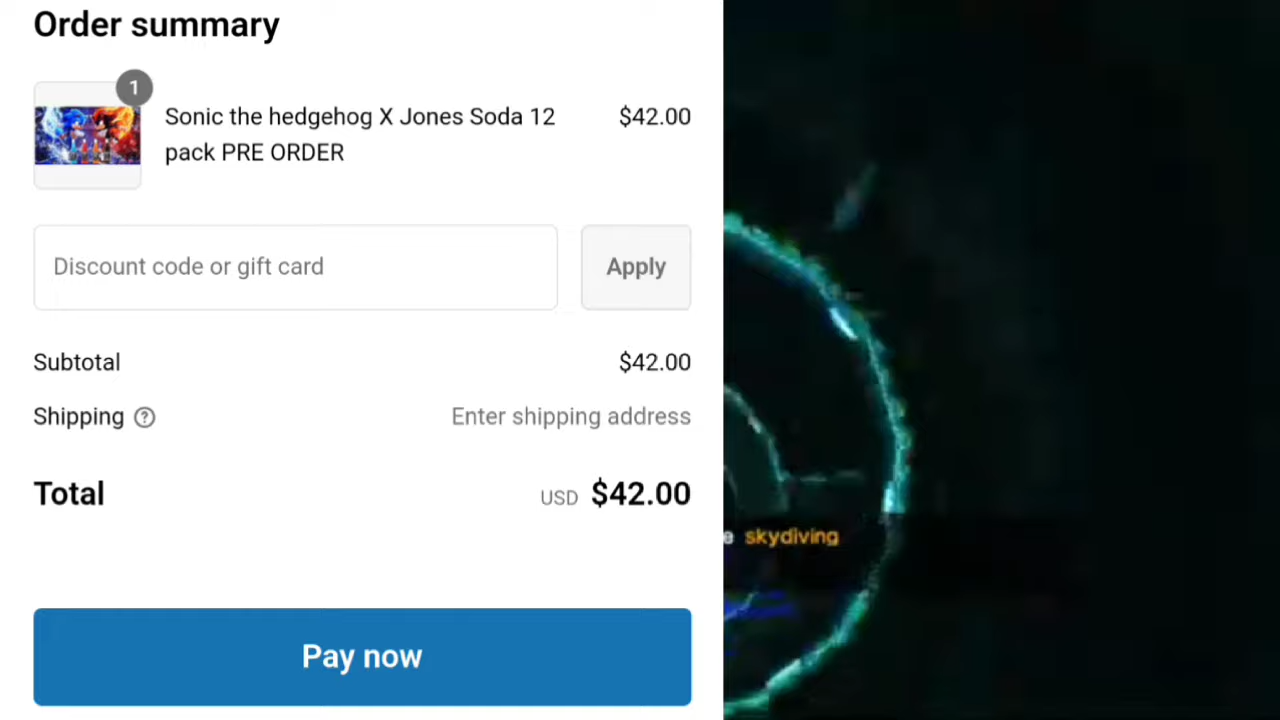 Order summary
1
Sonic the hedgehog X Jones Soda 12 $42.00
pack PRE ORDER
Discount code or gift card Apply
Subtotal $42.00
Shipping ? Enter shipping address
Total USD $42.00
skydiving
Pay now